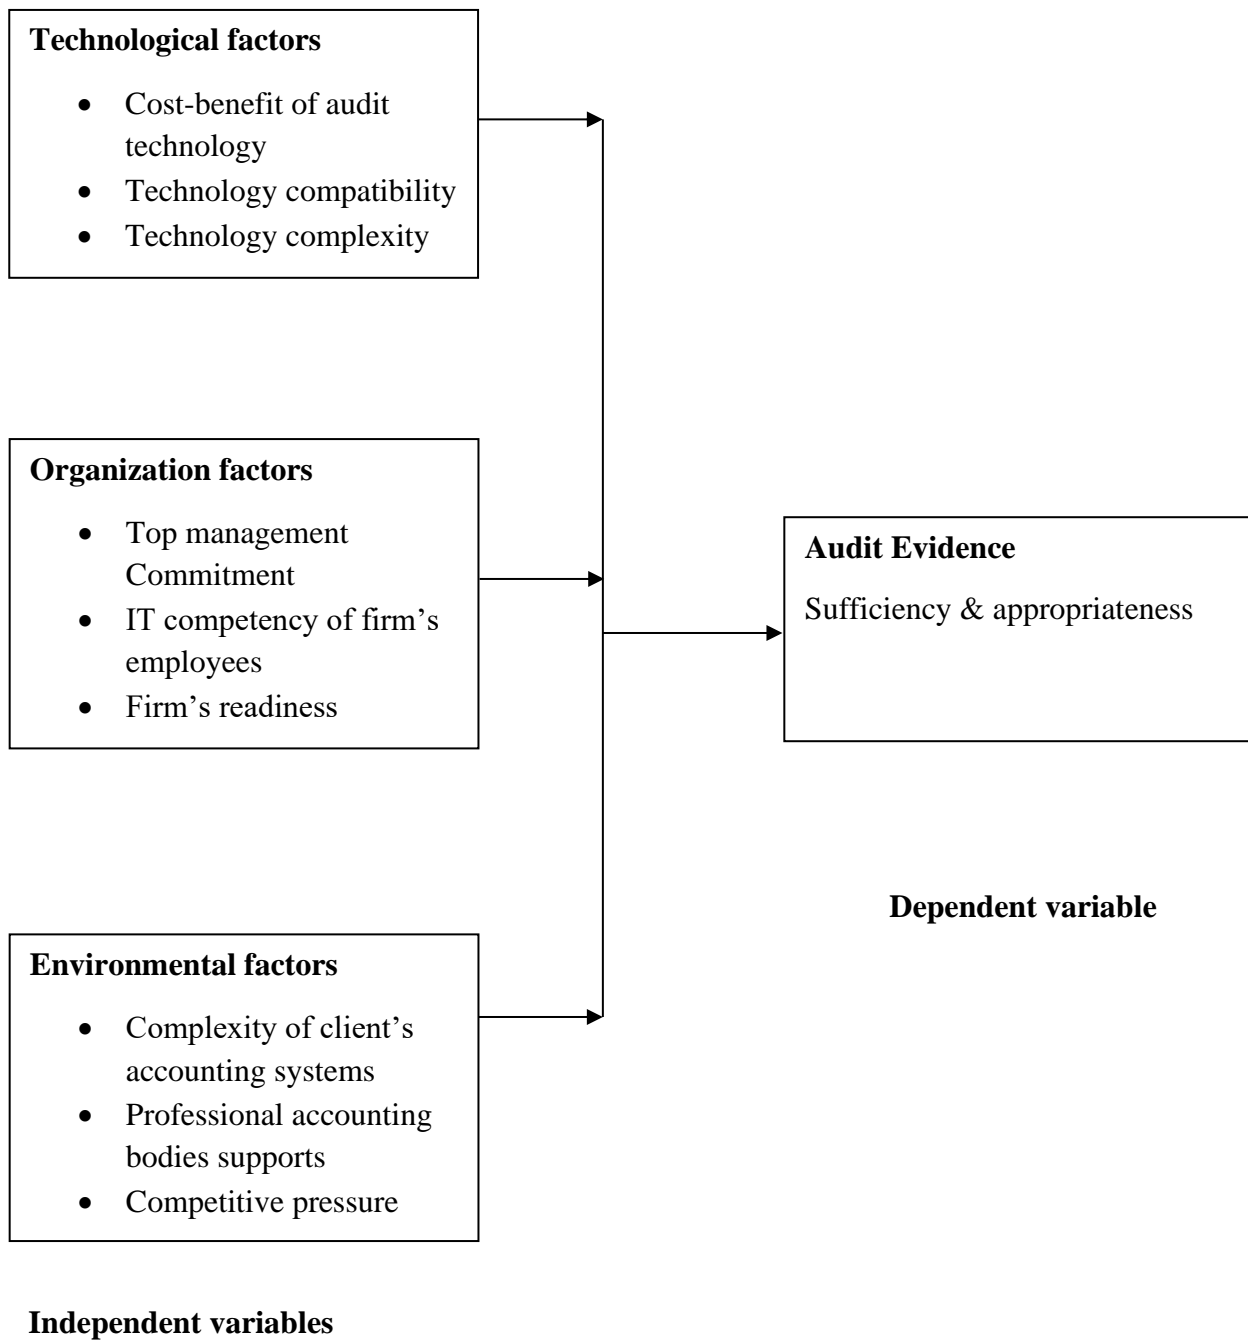 Technological factors
• Cost-benefit of audit
technology
• Technology compatibility
• Technology complexity
Organization factors
• Top management
Commitment
• IT competency of firm’s
employees
• Firm’s readiness
Audit Evidence
Sufficiency & appropriateness
Dependent variable
Environmental factors
• Complexity of client’s
accounting systems
• Professional accounting
bodies supports
• Competitive pressure
Independent variables